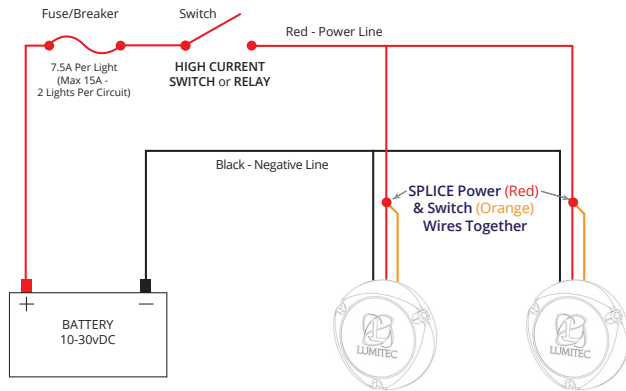 Fuse/Breaker
Switch
Red - Power Line
7.5A Per Light
(Max 15A -
2 Lights Per Circuit)
HIGH CURRENT
SWITCH or RELAY
Black - Negative Line
SPLICE Power (Red)
& Switch (Orange)
Wires Together
+
—
BATTERY
10-30vDC
LUMITEC
LUMITEC